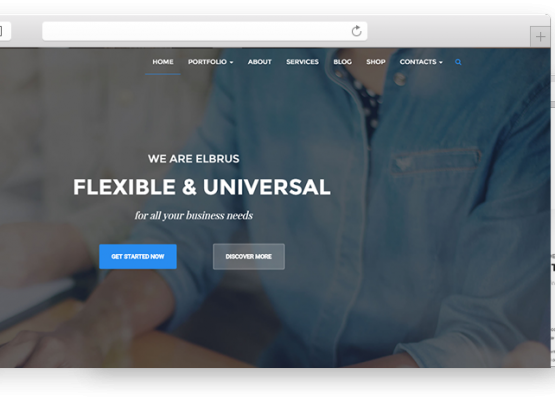 HOME PORTFOLIO ABOUT SERVICES BLOG SHOP CONTACTS
WE ARE ELBRUS
FLEXIBLE & UNIVERSAL
for all your business needs
GET STARTED NOW DISCOVER MORE